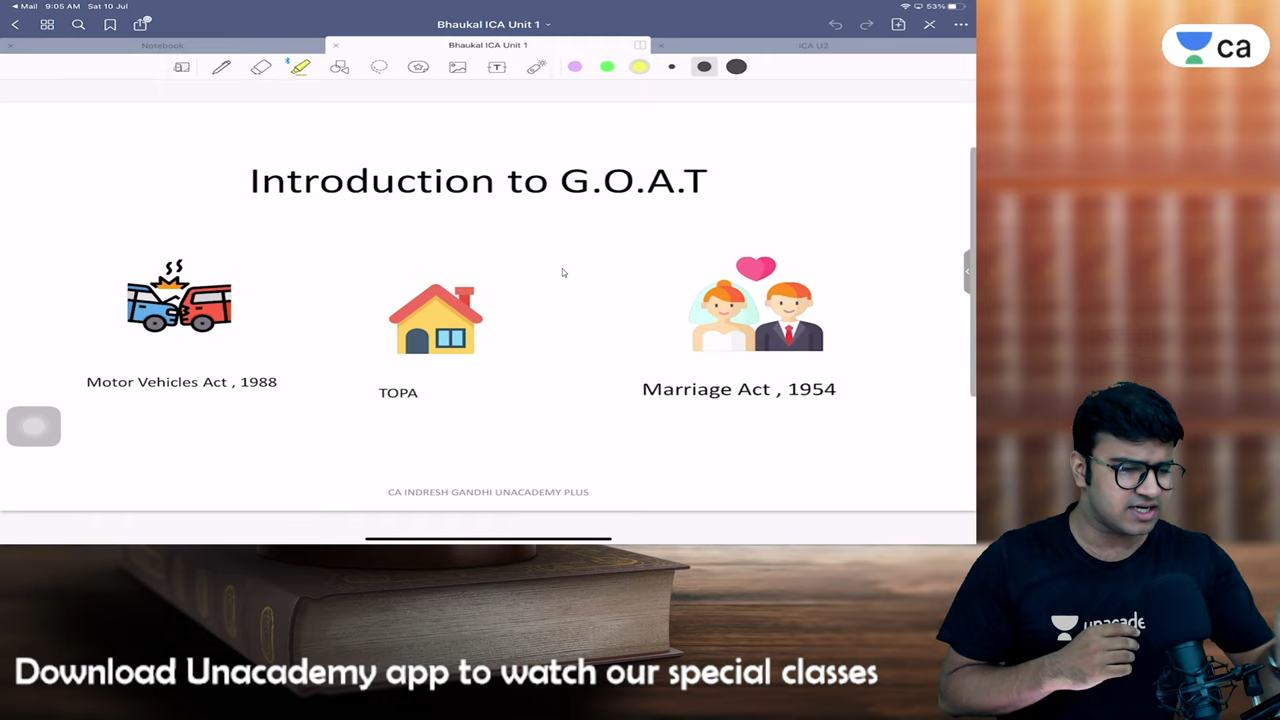 Mail 9:05 AM Sat 10 Jul
53%
Bhaukal ICA Unit 1
Notebook
Bhaukal ICA Unit 1
ICA U2
T
ca
Introduction to G.O.A.T
Motor Vehicles Act , 1988
TOPA
Marriage Act , 1954
CA INDRESH GANDHI UNACADEMY PLUS
unacade
Download Unacademy app to watch our special classes